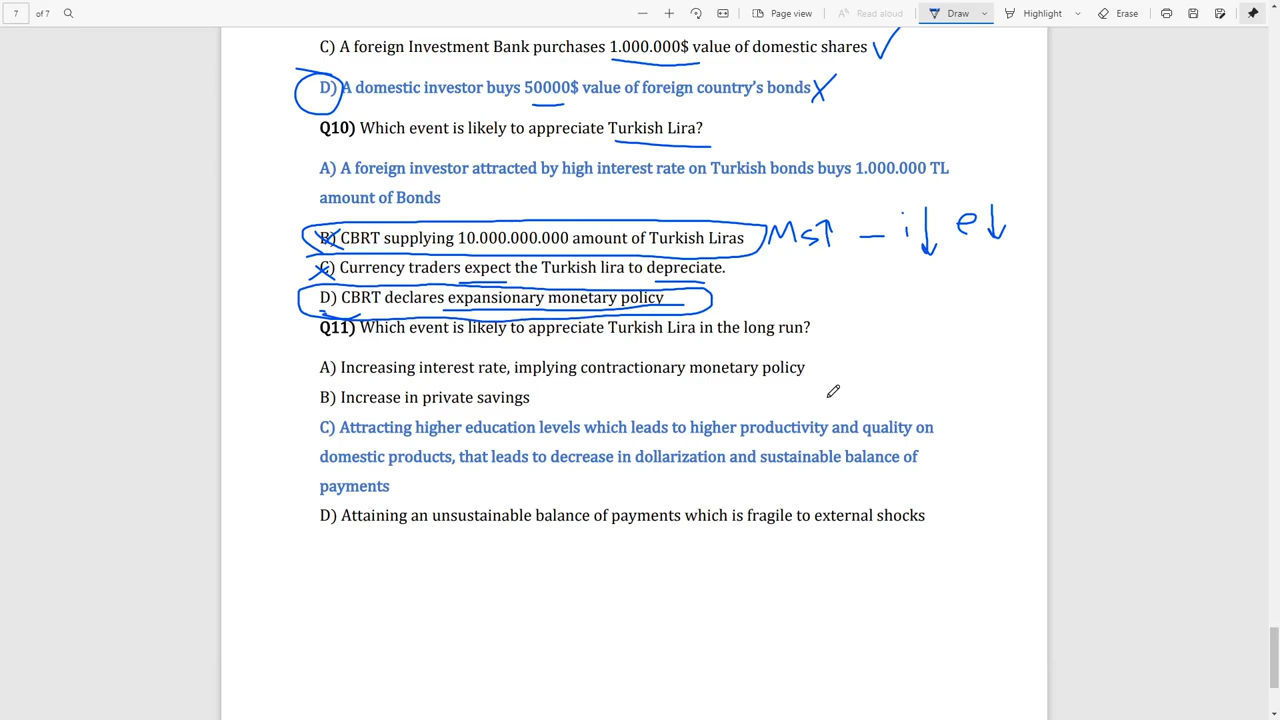 7 of 7 Page view Read aloud Draw Highlight Erase
C) A foreign Investment Bank purchases 1.000.000$ value of domestic shares
D) A domestic investor buys 50000$ value of foreign country's bonds
Q10) Which event is likely to appreciate Turkish Lira?
A) A foreign investor attracted by high interest rate on Turkish bonds buys 1.000.000 TL
amount of Bonds
B) CBRT supplying 10.000.000.000 amount of Turkish Liras Ms↑ – i↓ e↓
C) Currency traders expect the Turkish lira to depreciate.
D) CBRT declares expansionary monetary policy
Q11) Which event is likely to appreciate Turkish Lira in the long run?
A) Increasing interest rate, implying contractionary monetary policy
B) Increase in private savings
C) Attracting higher education levels which leads to higher productivity and quality on
domestic products, that leads to decrease in dollarization and sustainable balance of
payments
D) Attaining an unsustainable balance of payments which is fragile to external shocks